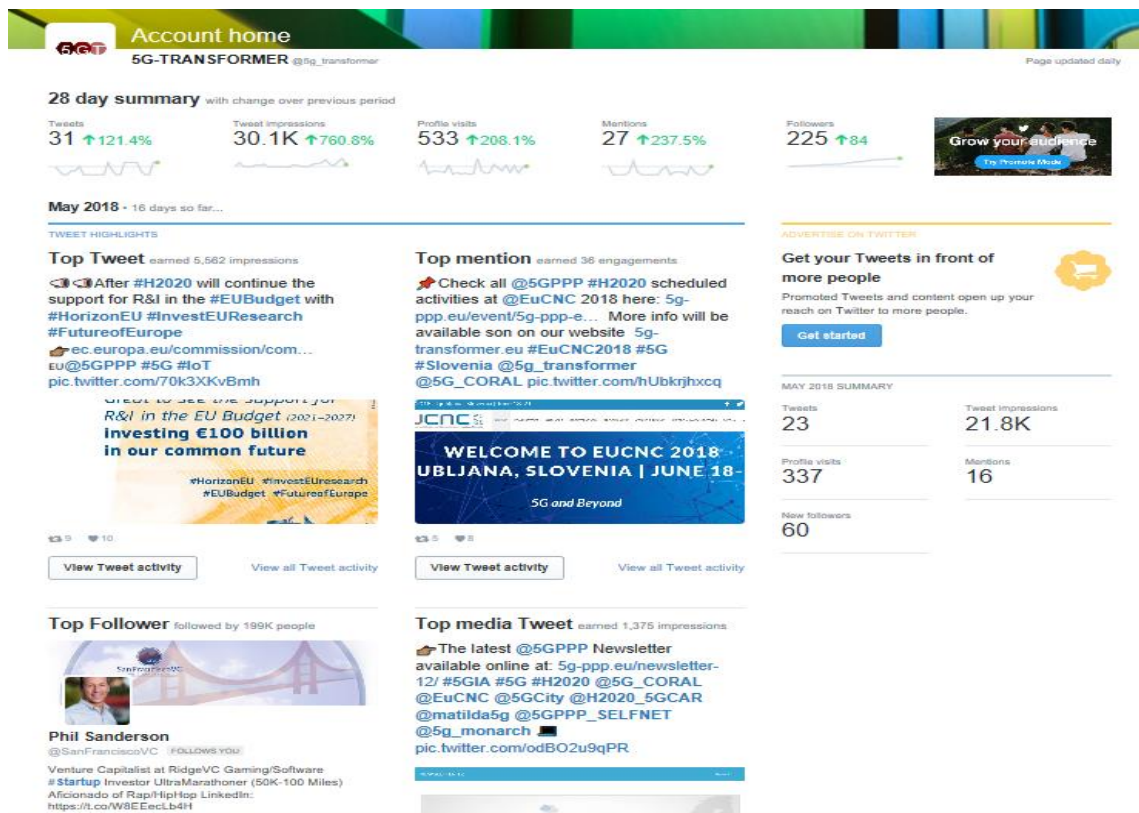 5GT
Account home
5G-TRANSFORMER @5g_transformer
Page updated daily
28 day summary with change over previous period
Tweets
31 ↑121.4%
Tweet impressions
30.1K ↑760.8%
Profile visits
533 ↑208.1%
Mentions
27 ↑237.5%
Followers
225 ↑84
Grow your audience
Try Promote Mode
May 2018 • 16 days so far...
TWEET HIGHLIGHTS
Top Tweet earned 5,562 impressions
After #H2020 will continue the
support for R&I in the #EUBudget with
#HorizonEU #InvestEUResearch
#FutureofEurope
ec.europa.eu/commission/com...
EU@5GPPP #5G #IoT
pic.twitter.com/70k3XKvBmh
Great to see the support for
R&I in the EU Budget (2021–2027)
investing €100 billion
in our common future
#HorizonEU #InvestEUresearch
#EUBudget #FutureofEurope
9 10
View Tweet activity
View all Tweet activity
Top mention earned 36 engagements
Check all @5GPPP #H2020 scheduled
activities at @EuCNC 2018 here: 5g-
ppp.eu/event/5g-ppp-e... More info will be
available son on our website 5g-
transformer.eu #EuCNC2018 #5G
#Slovenia @5g_transformer
@5G_CORAL pic.twitter.com/hUbkrjhxcq
UCNC
WELCOME TO EUCNC 2018
UBLJANA, SLOVENIA | JUNE 18-
5G and Beyond
5 8
View Tweet activity
View all Tweet activity
ADVERTISE ON TWITTER
Get your Tweets in front of
more people
Promoted Tweets and content open up your
reach on Twitter to more people.
Get started
MAY 2018 SUMMARY
Tweets
23
Tweet impressions
21.8K
Profile visits
337
Mentions
16
New followers
60
Top Follower followed by 199K people
SanFranciscoVC
Phil Sanderson
@SanFranciscoVC FOLLOWS YOU
Venture Capitalist at RidgeVC Gaming/Software
#Startup Investor UltraMarathoner (50K-100 Miles)
Aficionado of Rap/HipHop LinkedIn:
https://t.co/W8EEecLb4H
Top media Tweet earned 1,375 impressions
The latest @5GPPP Newsletter
available online at: 5g-ppp.eu/newsletter-
12/ #5GIA #5G #H2020 @5G_CORAL
@EuCNC @5GCity @H2020_5GCAR
@matilda5g @5GPPP_SELFNET
@5g_monarch
pic.twitter.com/odBO2u9qPR